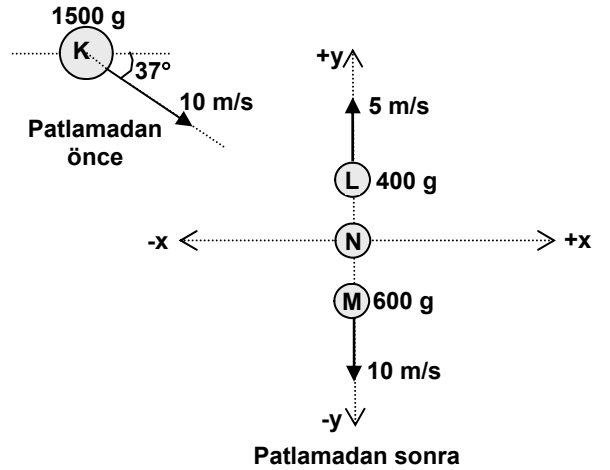 1500 g
K
37°
10 m/s
Patlamadan
önce
+y
5 m/s
L 400 g
-x N +x
M 600 g
10 m/s
-y
Patlamadan sonra